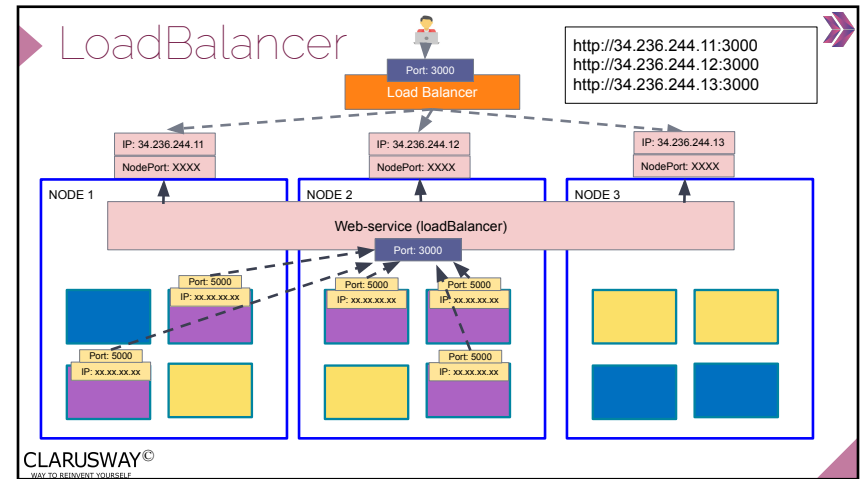 LoadBalancer
http://34.236.244.11:3000
http://34.236.244.12:3000
http://34.236.244.13:3000
Port: 3000
Load Balancer
IP: 34.236.244.11
NodePort: XXXX
IP: 34.236.244.12
NodePort: XXXX
IP: 34.236.244.13
NodePort: XXXX
NODE 1
NODE 2
NODE 3
Web-service (loadBalancer)
Port: 3000
Port: 5000
IP: xx.xx.xx.xx
Port: 5000
IP: xx.xx.xx.xx
Port: 5000
IP: xx.xx.xx.xx
Port: 5000
IP: xx.xx.xx.xx
Port: 5000
IP: xx.xx.xx.xx
CLARUSWAY©
WAY TO REINVENT YOURSELF